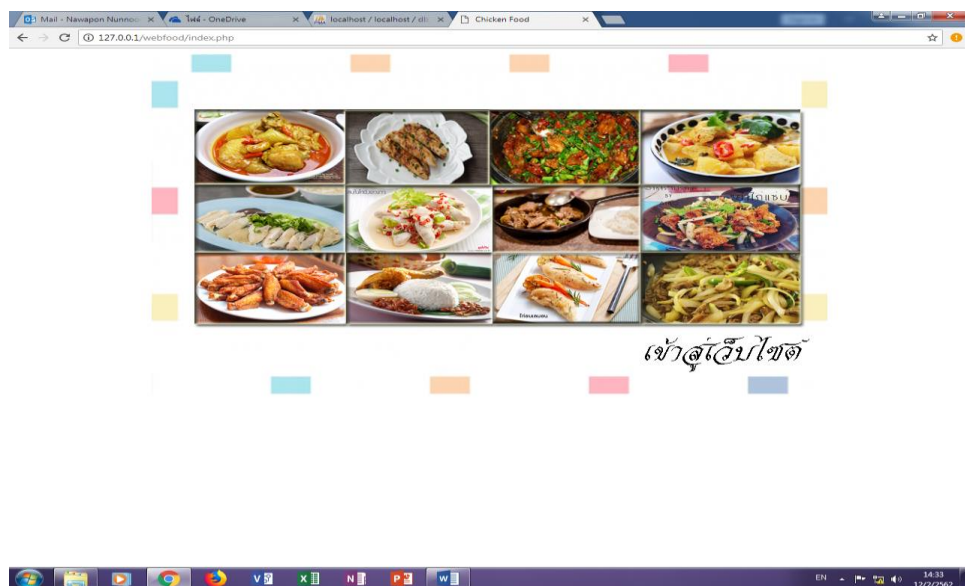 Mail - Nawapon Nunnoo
ไฟล์ - OneDrive
localhost / localhost / db
Chicken Food
127.0.0.1/webfood/index.php
เข้าสู่เว็บไซต์
EN
14:33
12/2/2562